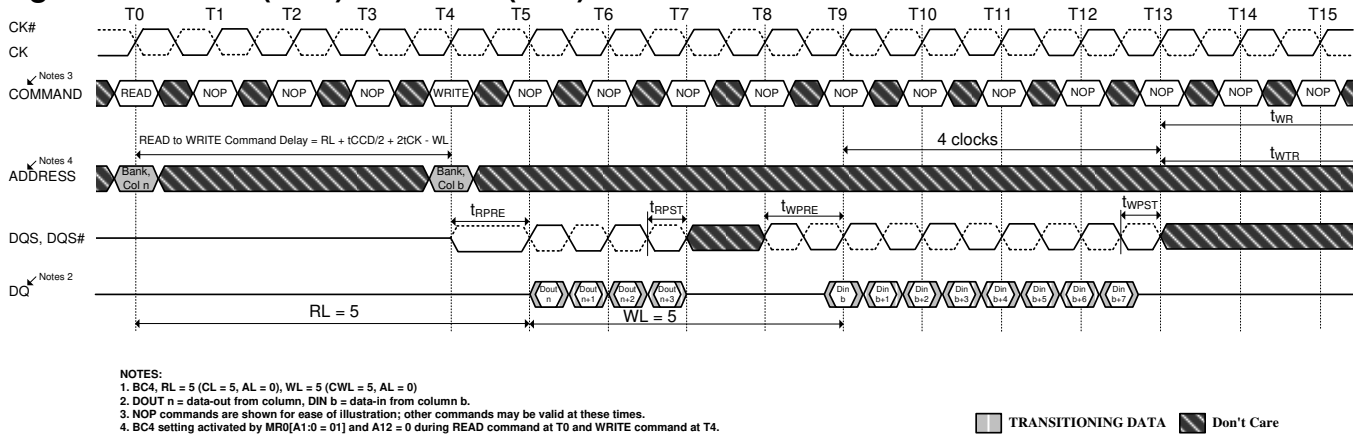 T0 T1 T2 T3 T4 T5 T6 T7 T8 T9 T10 T11 T12 T13 T14 T15
CK#
CK
Notes 3
COMMAND
READ NOP NOP NOP WRITE NOP NOP NOP NOP NOP NOP NOP NOP NOP NOP NOP
READ to WRITE Command Delay = RL + tCCD/2 + 2tCK - WL
4 clocks
tWR
tWTR
Notes 4
ADDRESS
Bank, Col n
Bank, Col b
tRPRE
tRPST
tWPRE
tWPST
DQS, DQS#
Notes 2
DQ
Dout n
Dout n+1
Dout n+2
Dout n+3
Din b
Din b+1
Din b+2
Din b+3
Din b+4
Din b+5
Din b+6
Din b+7
RL = 5
WL = 5
NOTES:
1. BC4, RL = 5 (CL = 5, AL = 0), WL = 5 (CWL = 5, AL = 0)
2. DOUT n = data-out from column, DIN b = data-in from column b.
3. NOP commands are shown for ease of illustration; other commands may be valid at these times.
4. BC4 setting activated by MR0[A1:0 = 01] and A12 = 0 during READ command at T0 and WRITE command at T4.
TRANSITIONING DATA
Don't Care